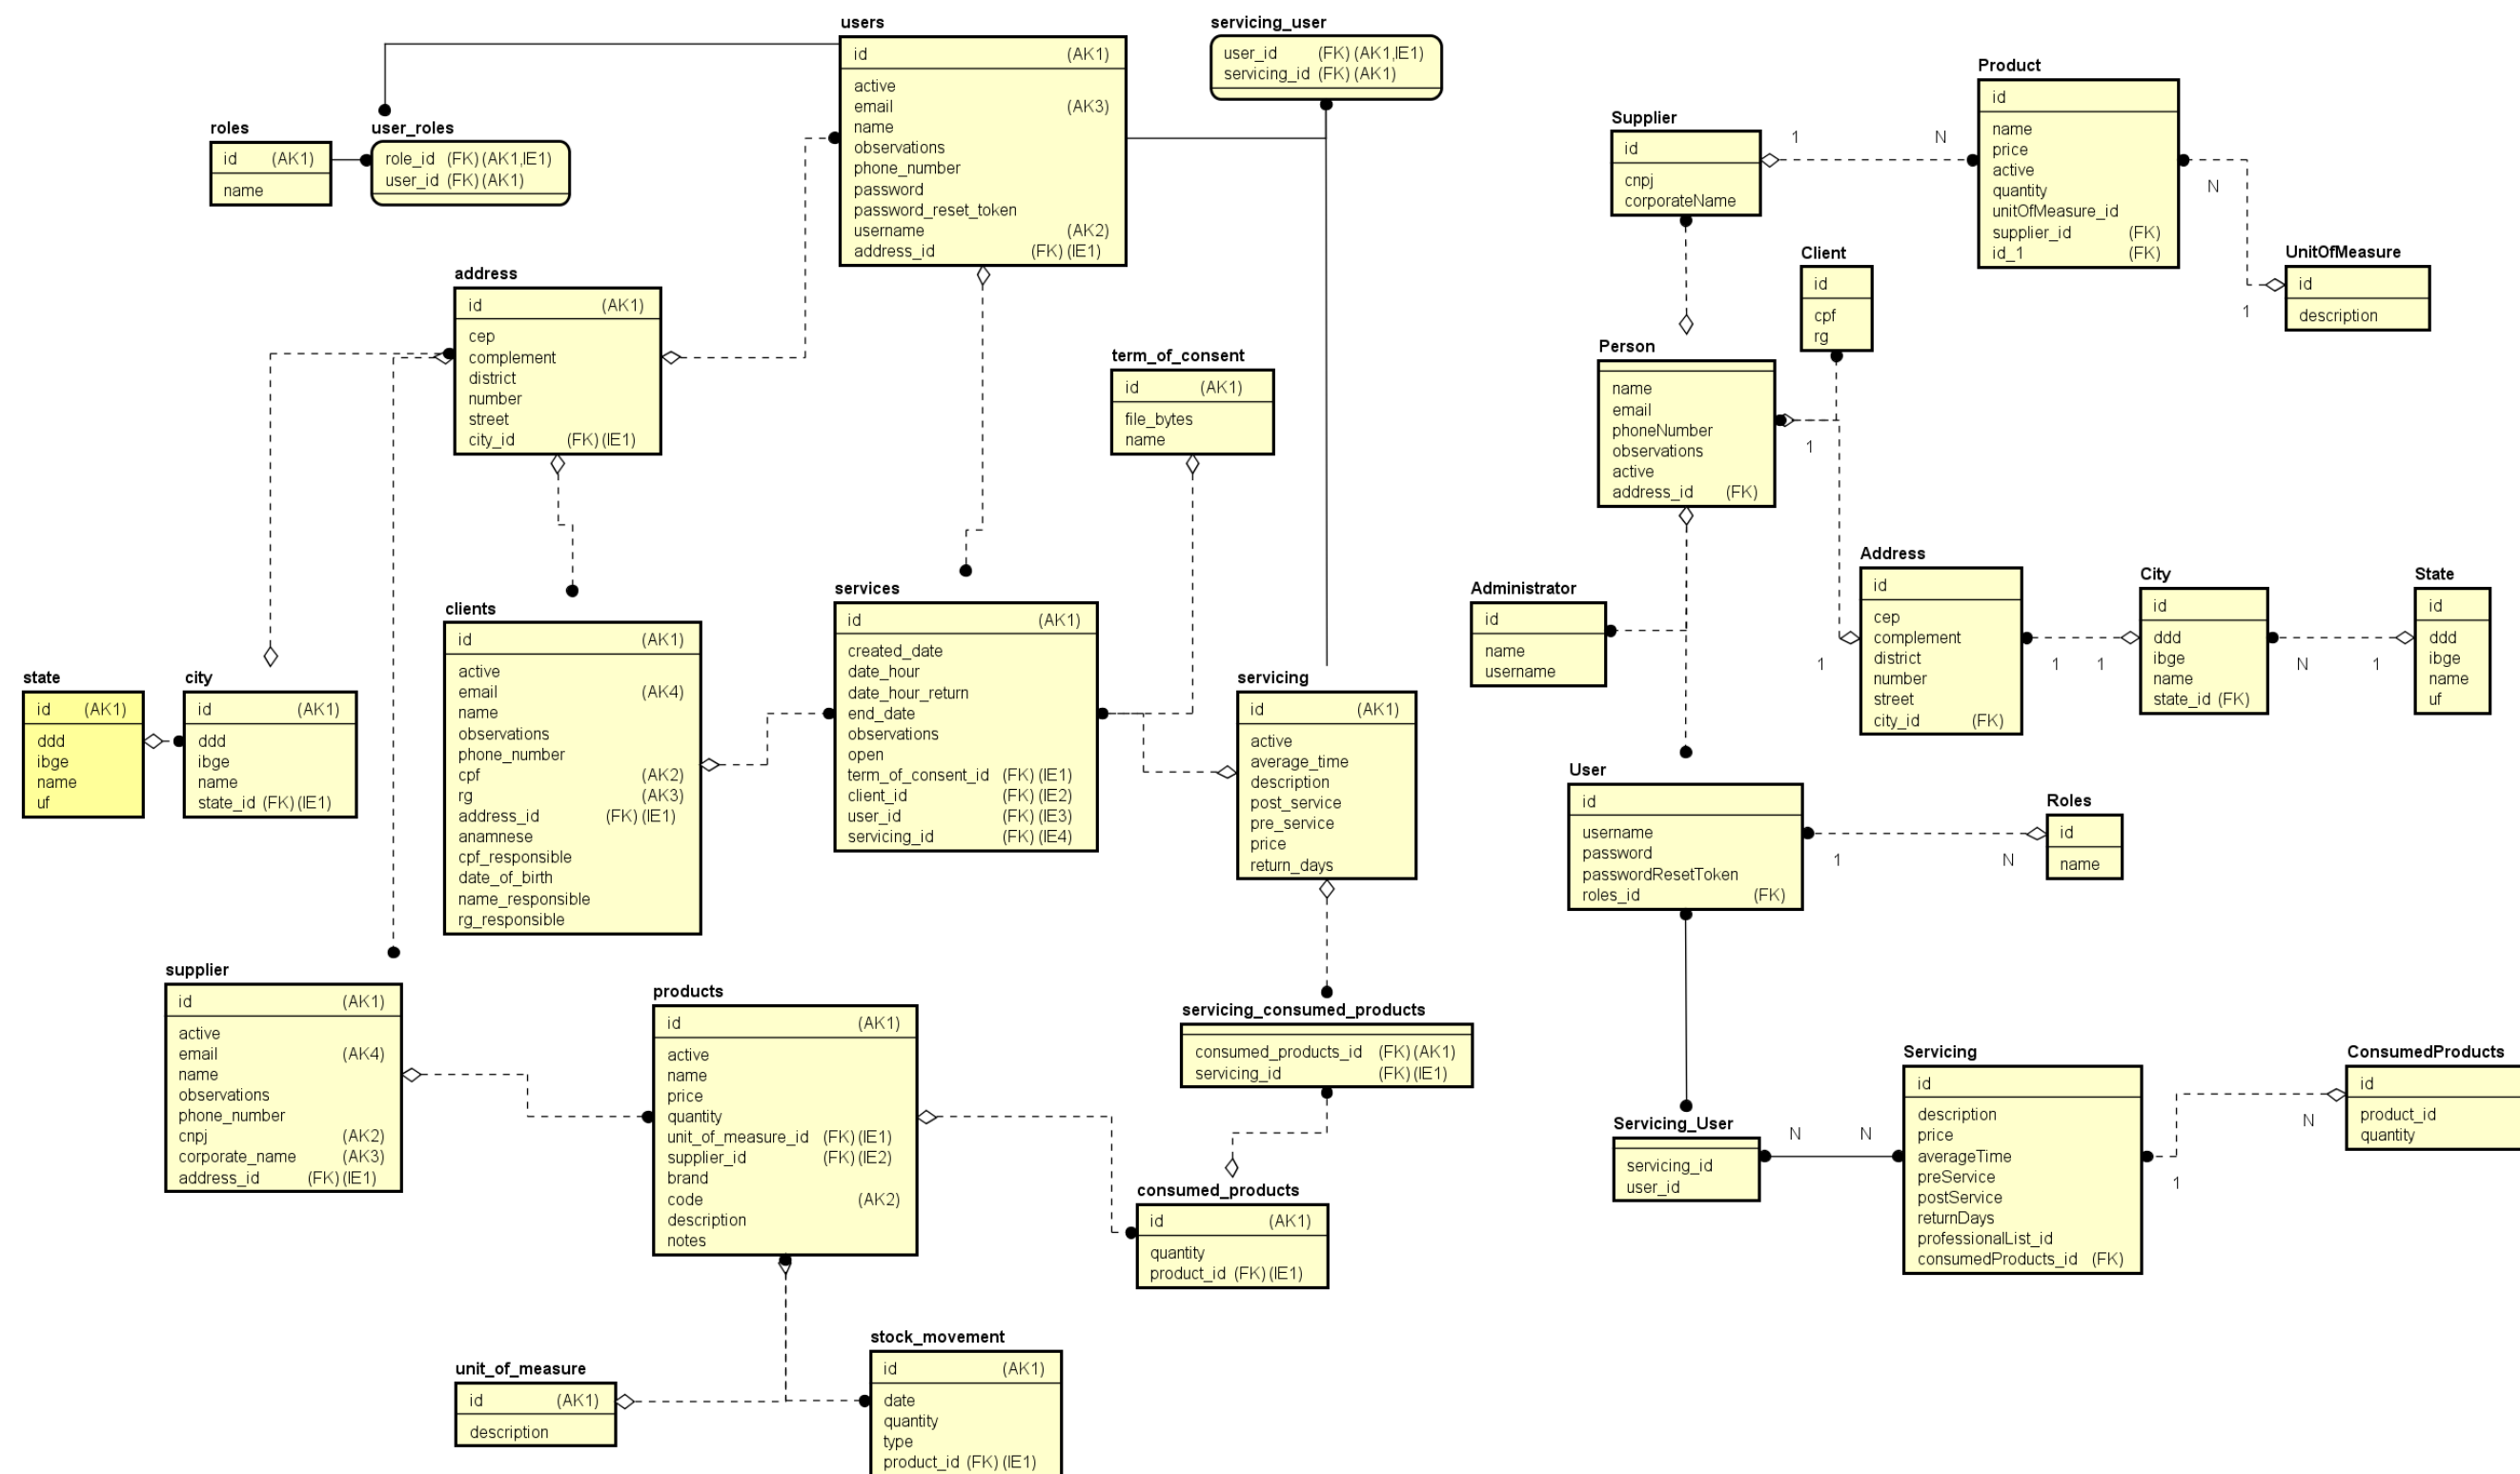 users
id (AK1)
active
email (AK3)
name
observations
phone_number
password
password_reset_token
username (AK2)
address_id (FK) (IE1)
servicing_user
user_id (FK) (AK1,IE1)
servicing_id (FK) (AK1)
roles
id (AK1)
name
user_roles
role_id (FK) (AK1,IE1)
user_id (FK) (AK1)
address
id (AK1)
cep
complement
district
number
street
city_id (FK) (IE1)
term_of_consent
id (AK1)
file_bytes
name
clients
id (AK1)
active
email (AK4)
name
observations
phone_number
cpf (AK2)
rg (AK3)
address_id (FK) (IE1)
anamnese
cpf_responsible
date_of_birth
name_responsible
rg_responsible
services
id (AK1)
created_date
date_hour
date_hour_return
end_date
observations
open
term_of_consent_id (FK) (IE1)
client_id (FK) (IE2)
user_id (FK) (IE3)
servicing_id (FK) (IE4)
servicing
id (AK1)
active
average_time
description
post_service
pre_service
price
return_days
state
id (AK1)
ddd
ibge
name
uf
city
id (AK1)
ddd
ibge
name
state_id (FK) (IE1)
supplier
id (AK1)
active
email (AK4)
name
observations
phone_number
cnpj (AK2)
corporate_name (AK3)
address_id (FK) (IE1)
products
id (AK1)
active
name
price
quantity
unit_of_measure_id (FK) (IE1)
supplier_id (FK) (IE2)
brand
code (AK2)
description
notes
servicing_consumed_products
consumed_products_id (FK) (AK1)
servicing_id (FK) (IE1)
consumed_products
id (AK1)
quantity
product_id (FK) (IE1)
unit_of_measure
id (AK1)
description
stock_movement
id (AK1)
date
quantity
type
product_id (FK) (IE1)
Supplier
id
cnpj
corporateName
1
N
Product
id
name
price
active
quantity
unitOfMeasure_id
supplier_id (FK)
id_1 (FK)
N
1
UnitOfMeasure
id
description
Client
id
cpf
rg
Person
name
email
phoneNumber
observations
active
address_id (FK)
1
1
Administrator
id
name
username
Address
id
cep
complement
district
number
street
city_id (FK)
1
1
City
id
ddd
ibge
name
state_id (FK)
N
1
State
id
ddd
ibge
name
uf
User
id
username
password
passwordResetToken
roles_id (FK)
1
N
Roles
id
name
Servicing_User
servicing_id
user_id
N
N
Servicing
id
description
price
averageTime
preService
postService
returnDays
professionalList_id
consumedProducts_id (FK)
1
N
ConsumedProducts
id
product_id
quantity